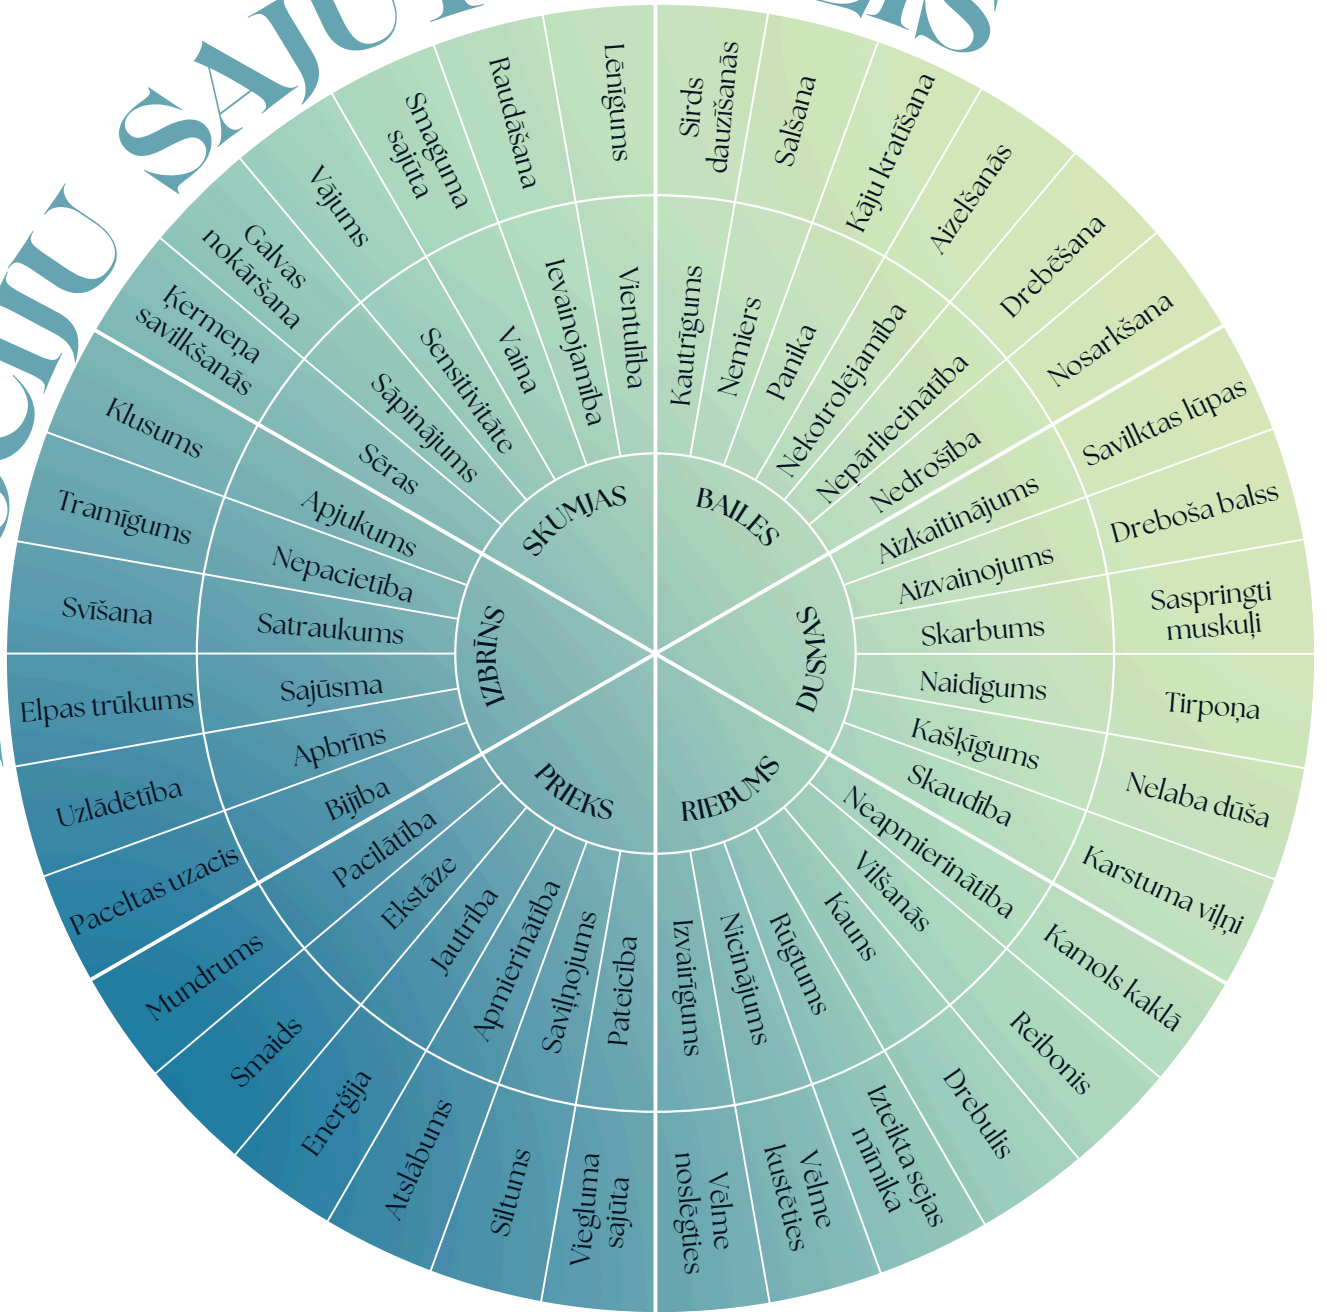 CIJU SAJU
IS
SKUMJAS
BAILES
DUSMAS
RIEBUMS
PRIEKS
IZBRĪNS
Kautrīgums
Nemiers
Panika
Nekotrolējamība
Nepārliecinātība
Nedrošība
Aizkaitinājums
Aizvainojums
Skarbums
Naidīgums
Kašķīgums
Skaudība
Neapmierinātība
Vilšanās
Kauns
Rūgtums
Nicinājums
Izvairīgums
Pateicība
Saviļņojums
Apmierinātība
Jautrība
Ekstāze
Pacilātība
Bijība
Apbrīns
Sajūsma
Satraukums
Nepacietība
Apjukums
Sēras
Sāpinājums
Sensitivitāte
Vaina
Ievainojamība
Vientulība
Sirds
dauzīšanās
Salšana
Kāju kratīšana
Aizelšanās
Drebēšana
Nosarkšana
Savilktas lūpas
Dreboša balss
Saspringti
muskuļi
Tirpoņa
Nelaba dūša
Karstuma viļņi
Kamols kaklā
Reibonis
Drebulis
Izteikta sejas
mīmika
Vēlme
kustēties
Vēlme
noslēgties
Viegluma
sajūta
Siltums
Atslābums
Enerģija
Smaids
Mundrums
Paceltas uzacis
Uzlādētība
Elpas trūkums
Svīšana
Tramīgums
Klusums
Ķermeņa
savilkšanās
Galvas
nokāršana
Vājums
Smaguma
sajūta
Raudāšana
Lēnīgums